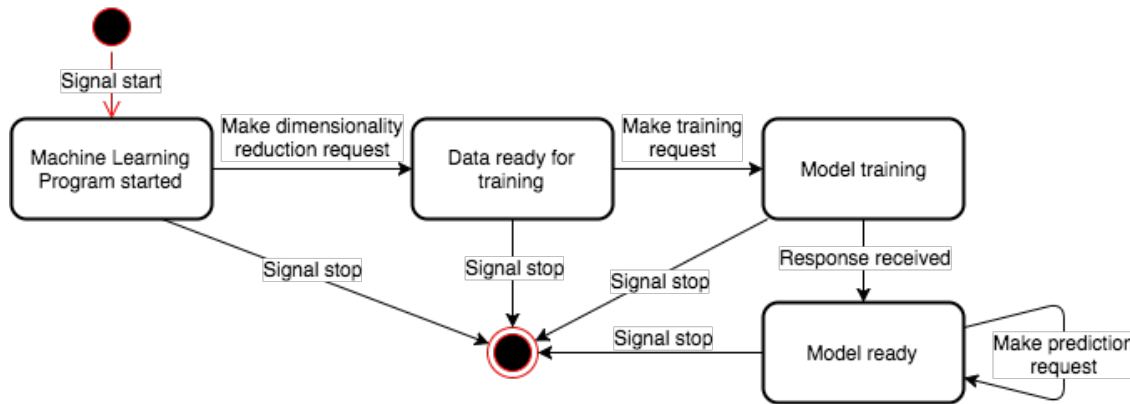 Signal start
Machine Learning
Program started
Make dimensionality
reduction request
Data ready for
training
Make training
request
Model training
Signal stop
Signal stop
Signal stop
Response received
Signal stop
Model ready
Make prediction
request